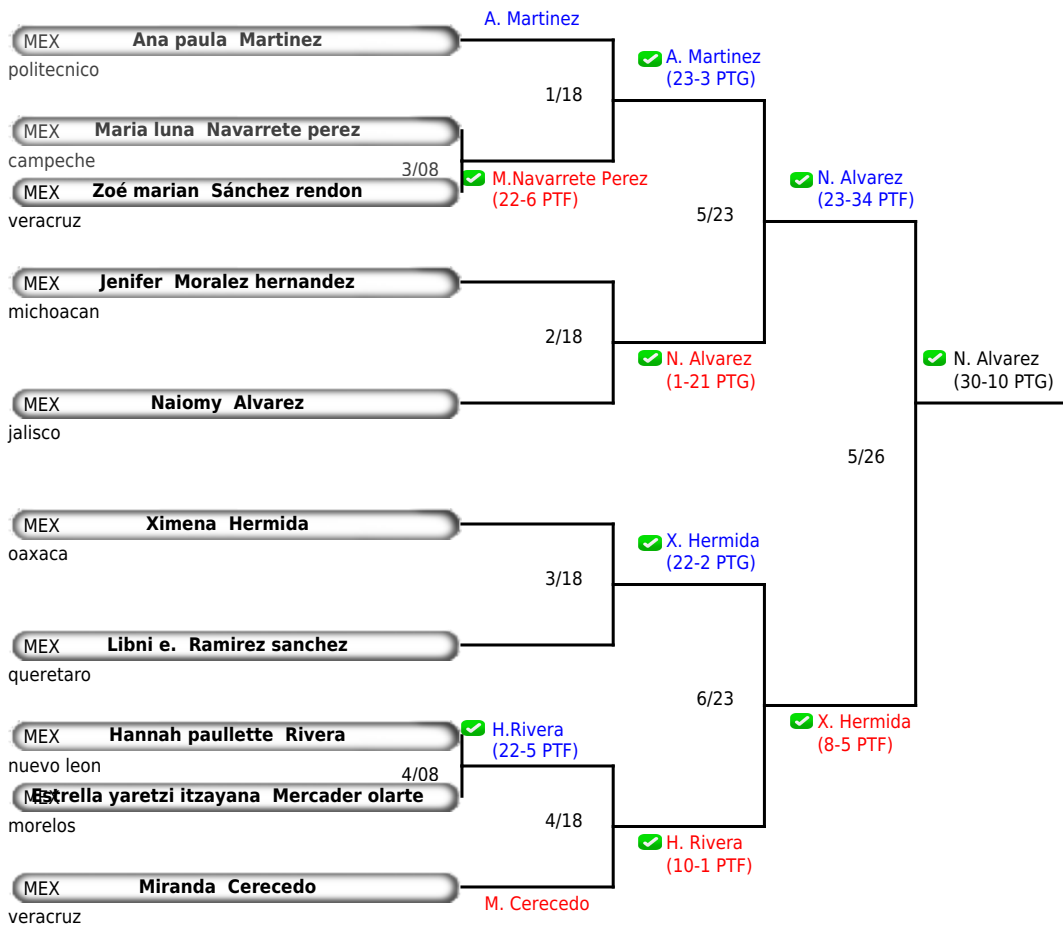 A. Martinez
MEX Ana paula Martinez
politecnico
A. Martinez
(23-3 PTG)
1/18
MEX Maria luna Navarrete perez
campeche
3/08
M.Navarrete Perez
(22-6 PTF)
MEX Zoé marian Sánchez rendon
veracruz
N. Alvarez
(23-34 PTF)
5/23
MEX Jenifer Moralez hernandez
michoacan
2/18
N. Alvarez
(1-21 PTG)
N. Alvarez
(30-10 PTG)
MEX Naiomy Alvarez
jalisco
5/26
MEX Ximena Hermida
oaxaca
X. Hermida
(22-2 PTG)
3/18
MEX Libni e. Ramirez sanchez
queretaro
6/23
X. Hermida
(8-5 PTF)
MEX Hannah paullette Rivera
nuevo leon
H.Rivera
(22-5 PTF)
4/08
MEX Estrella yaretzi itzayana Mercader olarte
morelos
4/18
H. Rivera
(10-1 PTF)
MEX Miranda Cerecedo
veracruz
M. Cerecedo